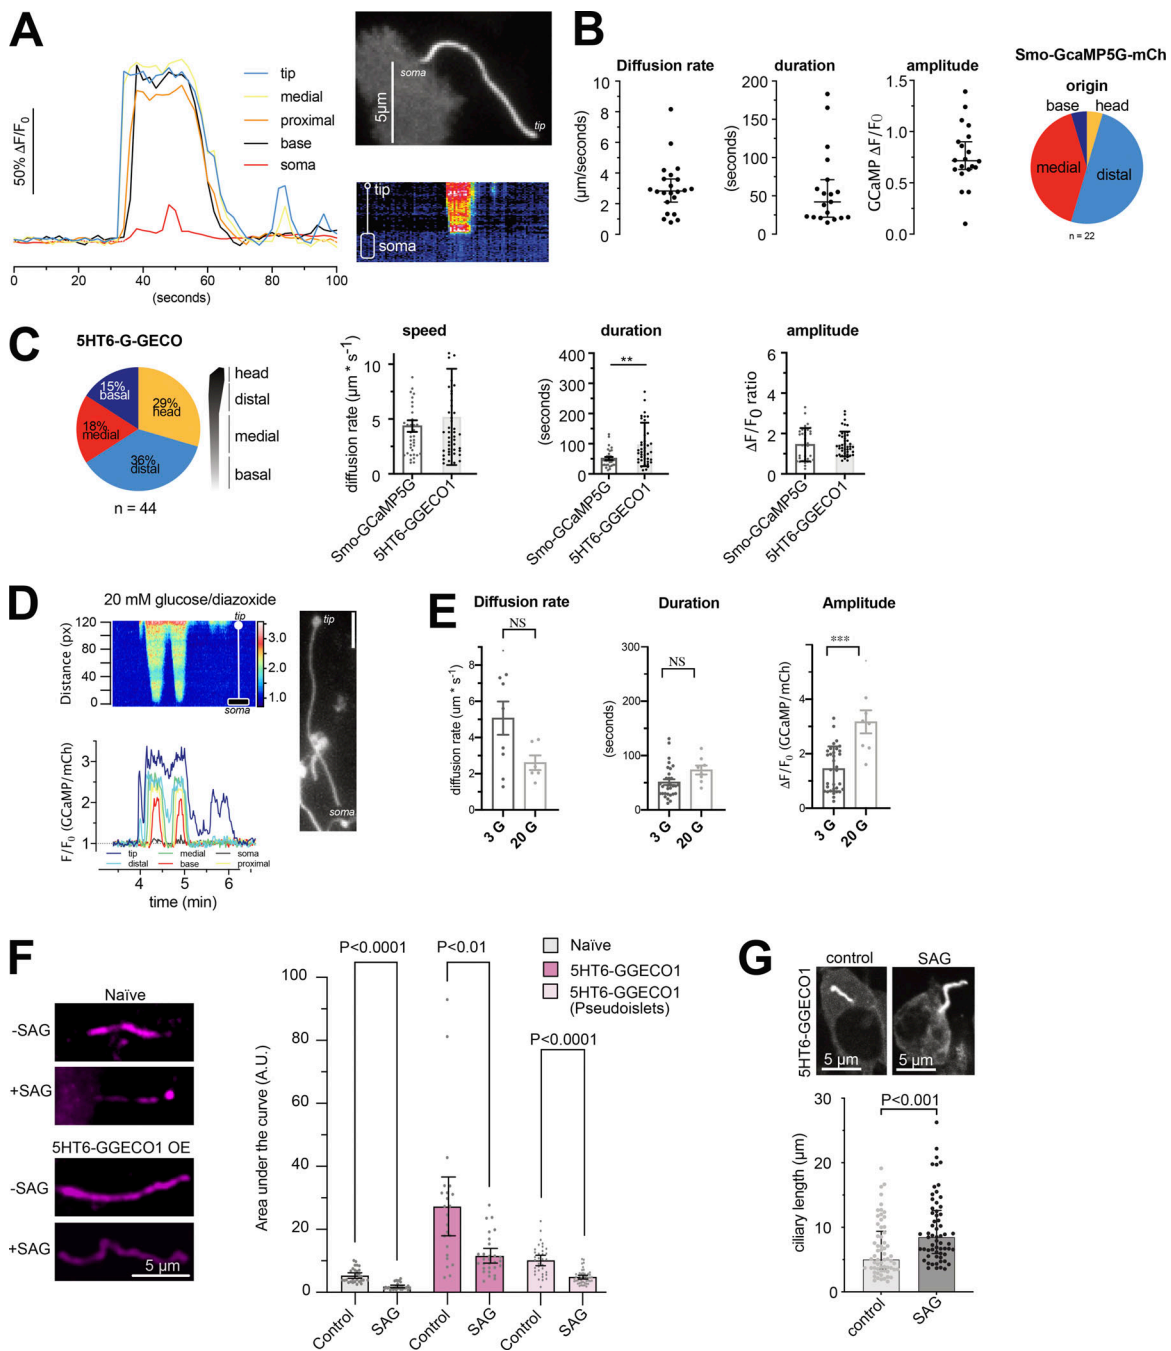 A
50% ΔF/F0
tip
medial
proximal
base
soma
0 20 40 60 80 100
(seconds)
soma
5µm
tip
tip
soma
B
Diffusion rate
(µm/seconds)
10
8
6
4
2
0
duration
(seconds)
200
150
100
50
0
amplitude
GCaMP ΔF/F0
1.5
1.0
0.5
0.0
Smo-GcaMP5G-mCh
origin
base head
medial distal
n = 22
C
5HT6-G-GECO
15% basal
29% head
18% medial
36% distal
n = 44
head
distal
medial
basal
speed
diffusion rate (µm * s-1)
10
5
0
Smo-GCaMP5G
5HT6-GGECO1
duration
(seconds)
400
300
200
100
0
**
Smo-GCaMP5G
5HT6-GGECO1
amplitude
ΔF/F0 ratio
6
4
2
0
Smo-GCaMP5G
5HT6-GGECO1
D
20 mM glucose/diazoxide
Distance (px)
120
80
40
0
tip
soma
3.0
2.0
1.0
F/F0 (GCaMP/mCh)
3
2
1
tip medial soma
distal base proximal
4 5 6
time (min)
tip
soma
E
Diffusion rate
diffusion rate (um * s-1)
8
6
4
2
0
NS
3 G
20 G
Duration
(seconds)
300
200
100
0
NS
3 G
20 G
Amplitude
ΔF/F0 (GCaMP/mCh)
6
4
2
0
***
3 G
20 G
F
Naïve
-SAG
+SAG
5HT6-GGECO1 OE
-SAG
+SAG
5 µm
Area under the curve (A.U.)
100
80
60
40
20
10
0
P<0.0001
P<0.01
P<0.0001
Naïve
5HT6-GGECO1
5HT6-GGECO1
(Pseudoislets)
Control
SAG
Control
SAG
Control
SAG
G
control SAG
5HT6-GGECO1
5 µm 5 µm
P<0.001
ciliary length (µm)
30
20
10
0
control
SAG